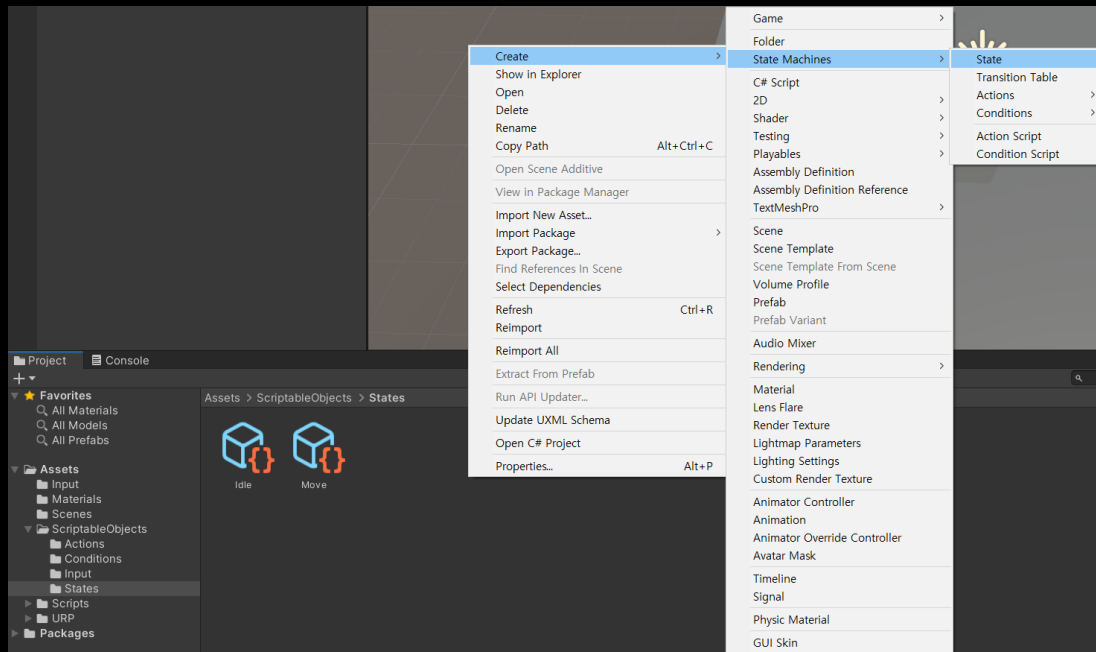 Create
Show in Explorer
Open
Delete
Rename
Copy Path Alt+Ctrl+C
Open Scene Additive
View in Package Manager
Import New Asset...
Import Package
Export Package...
Find References In Scene
Select Dependencies
Refresh Ctrl+R
Reimport
Reimport All
Extract From Prefab
Run API Updater...
Update UXML Schema
Open C# Project
Properties... Alt+P
Game
Folder
State Machines
C# Script
2D
Shader
Testing
Playables
Assembly Definition
Assembly Definition Reference
TextMeshPro
Scene
Scene Template
Scene Template From Scene
Volume Profile
Prefab
Prefab Variant
Audio Mixer
Rendering
Material
Lens Flare
Render Texture
Lightmap Parameters
Lighting Settings
Custom Render Texture
Animator Controller
Animation
Animator Override Controller
Avatar Mask
Timeline
Signal
Physic Material
GUI Skin
State
Transition Table
Actions
Conditions
Action Script
Condition Script
Project Console
Favorites
All Materials
All Models
All Prefabs
Assets
Input
Materials
Scenes
ScriptableObjects
Actions
Conditions
Input
States
Scripts
URP
Packages
Assets > ScriptableObjects > States
Idle Move